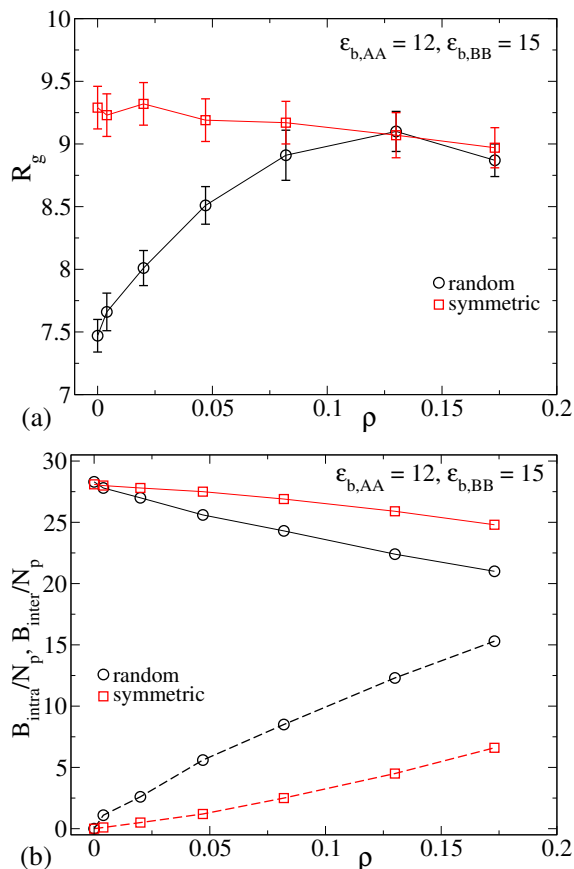 10
ε_b,AA = 12, ε_b,BB = 15
9.5
9
8.5
R_g
8
random
symmetric
7.5
7
0 0.05 0.1 0.15 0.2
(a) ρ
30
ε_b,AA = 12, ε_b,BB = 15
25
20
B_intra/N_p, B_inter/N_p
15
random
symmetric
10
5
0
0 0.05 0.1 0.15 0.2
(b) ρ